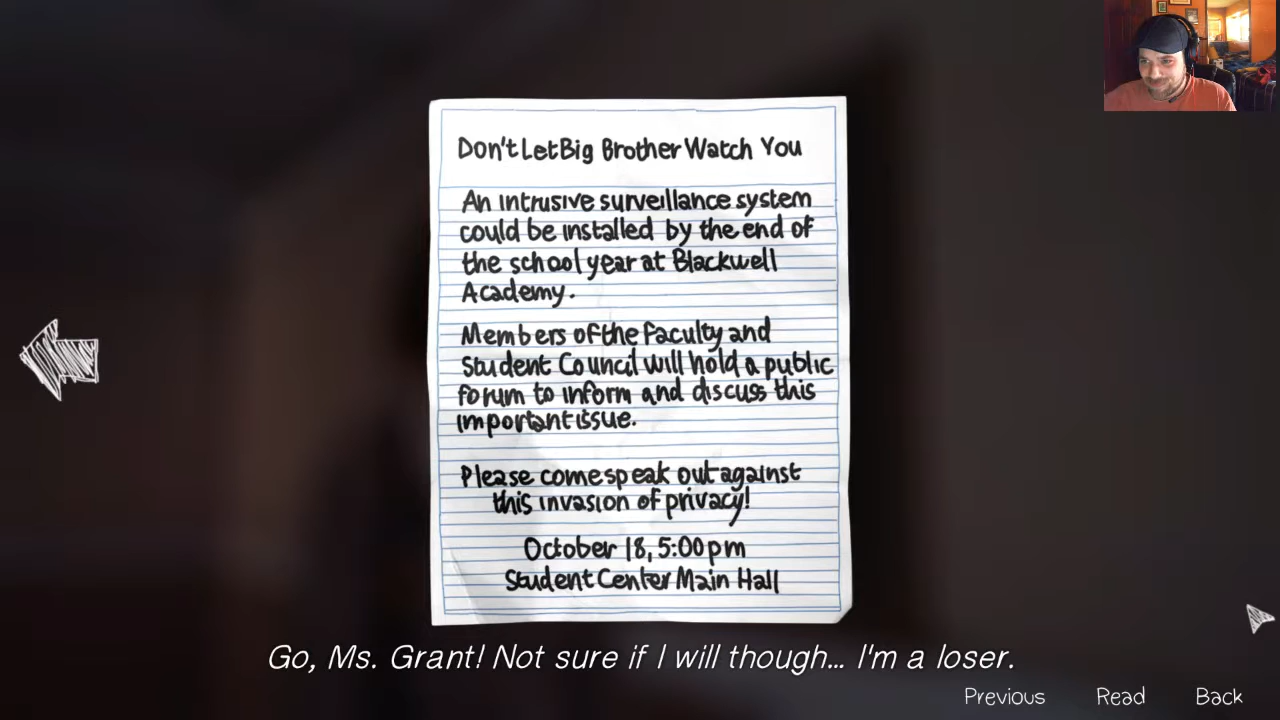 Don't Let Big Brother Watch You
An intrusive surveillance system
could be installed by the end of
the school year at Blackwell
Academy.
Members of the faculty and
Student Council will hold a public
forum to inform and discuss this
important issue.
Please come speak out against
this invasion of privacy!
October 18, 5:00pm
Student Center Main Hall
Go, Ms. Grant! Not sure if I will though... I'm a loser.
Previous Read Back